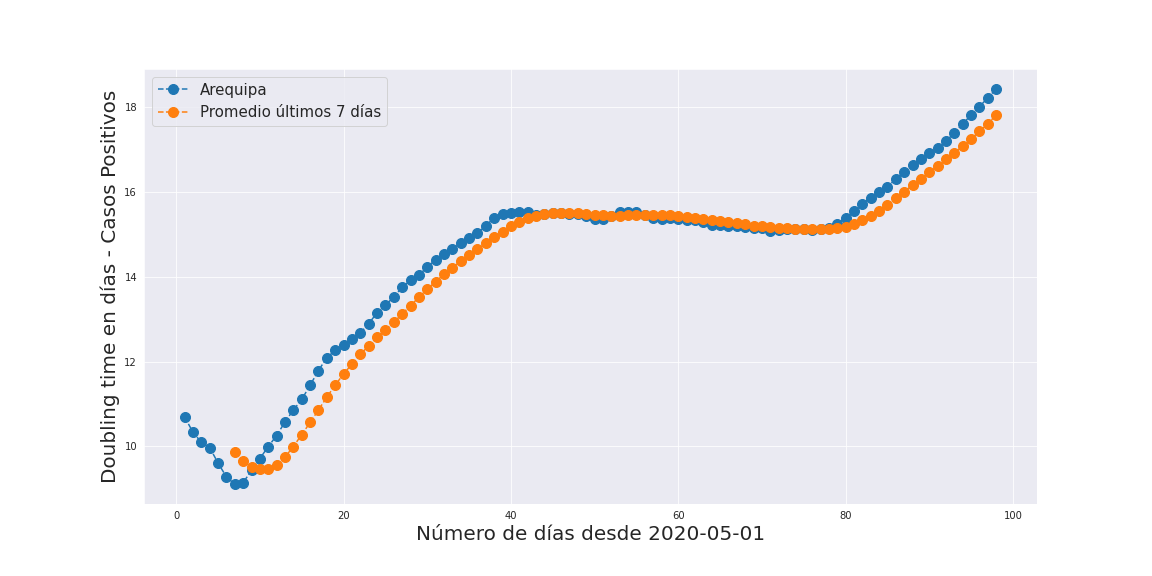 Doubling time en días - Casos Positivos
18
16
14
12
10
Arequipa
Promedio últimos 7 días
0 20 40 60 80 100
Número de días desde 2020-05-01